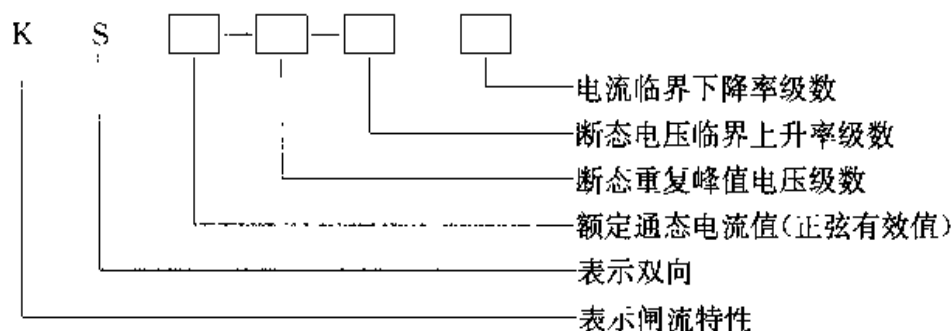 K S
电流临界下降率级数
断态电压临界上升率级数
断态重复峰值电压级数
额定通态电流值(正弦有效值)
表示双向
表示闸流特性